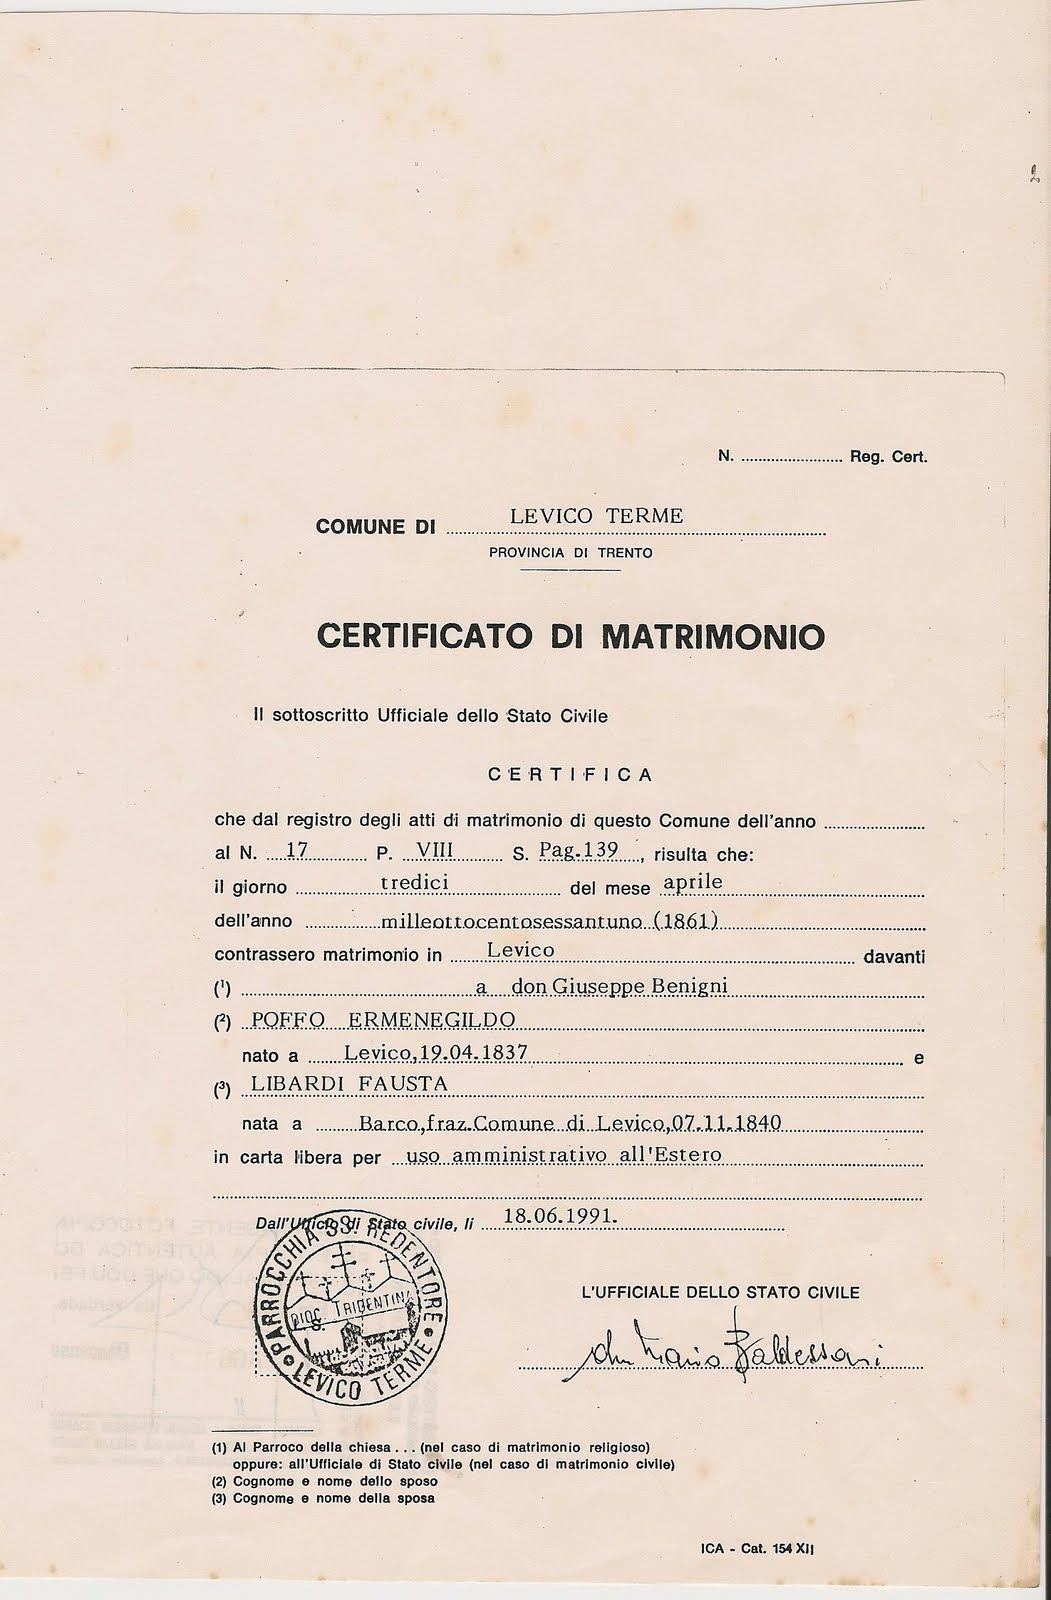 2
N. ........................ Reg. Cert.
COMUNE DI LEVICO TERME
PROVINCIA DI TRENTO
CERTIFICATO DI MATRIMONIO
Il sottoscritto Ufficiale dello Stato Civile
CERTIFICA
che dal registro degli atti di matrimonio di questo Comune dell'anno ........................
al N. 17 P. VIII S. Pag.139, risulta che:
il giorno tredici del mese aprile
dell'anno milleottocentosessantuno (1861)
contrassero matrimonio in Levico davanti
(1) a don Giuseppe Benigni
(2) POFFO ERMENEGILDO
nato a Levico,19.04.1837 e
(3) LIBARDI FAUSTA
nata a Barco,fraz.Comune di Levico,07.11.1840
in carta libera per uso amministrativo all'Estero
Dall'Ufficio di Stato civile, li 18.06.1991.
PARROCCHIA SS. REDENTORE
DIOC. TRIDENTINA
LEVICO TERME
L'UFFICIALE DELLO STATO CIVILE
don Mario Baldessari
(1) Al Parroco della chiesa . . . (nel caso di matrimonio religioso)
oppure: all'Ufficiale di Stato civile (nel caso di matrimonio civile)
(2) Cognome e nome dello sposo
(3) Cognome e nome della sposa
ICA - Cat. 154 XII